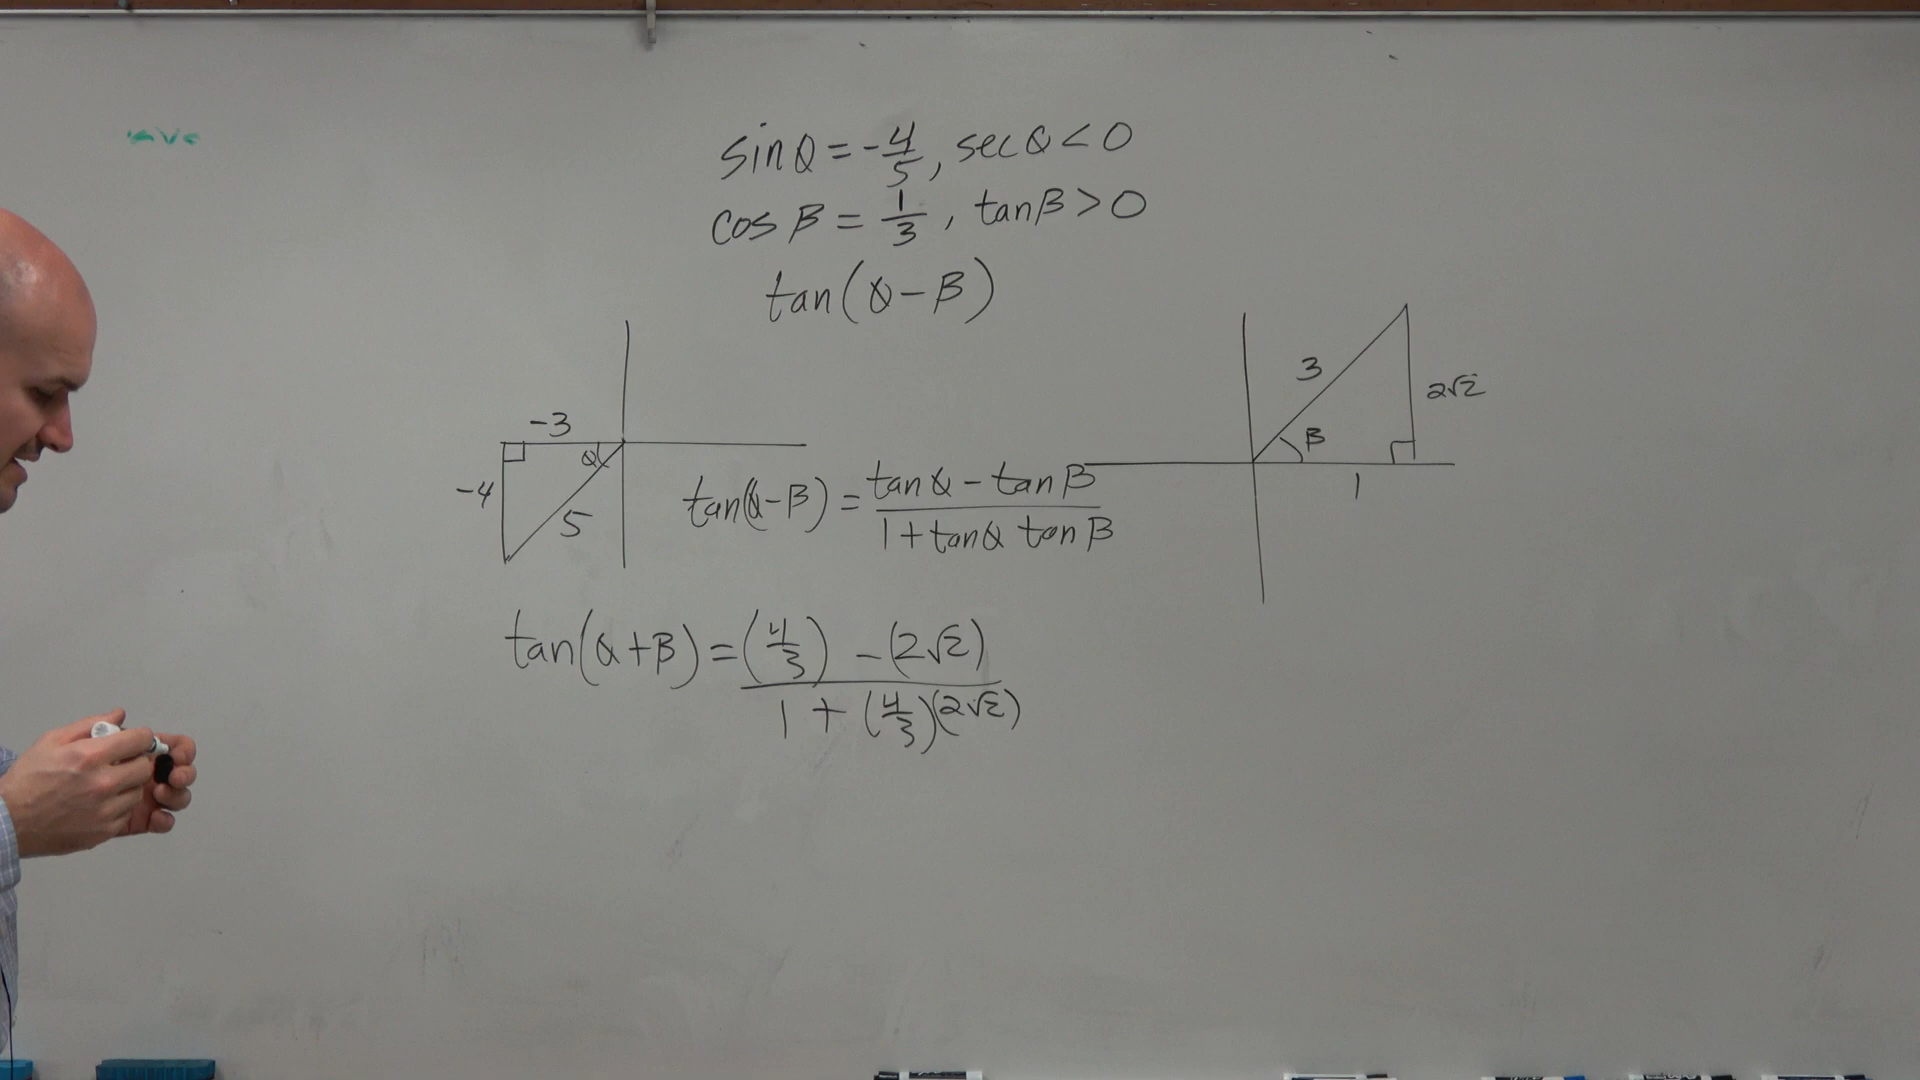 sin α = -4/5, sec α < 0
cos β = 1/3, tan β > 0
tan(α - β)
-3
-4
α
5
3
2√2
β
1
tan(α - β) = (tan α - tan β)/(1 + tan α tan β)
tan(α + β) = ((4/3) - (2√2))/(1 + (4/3)(2√2))